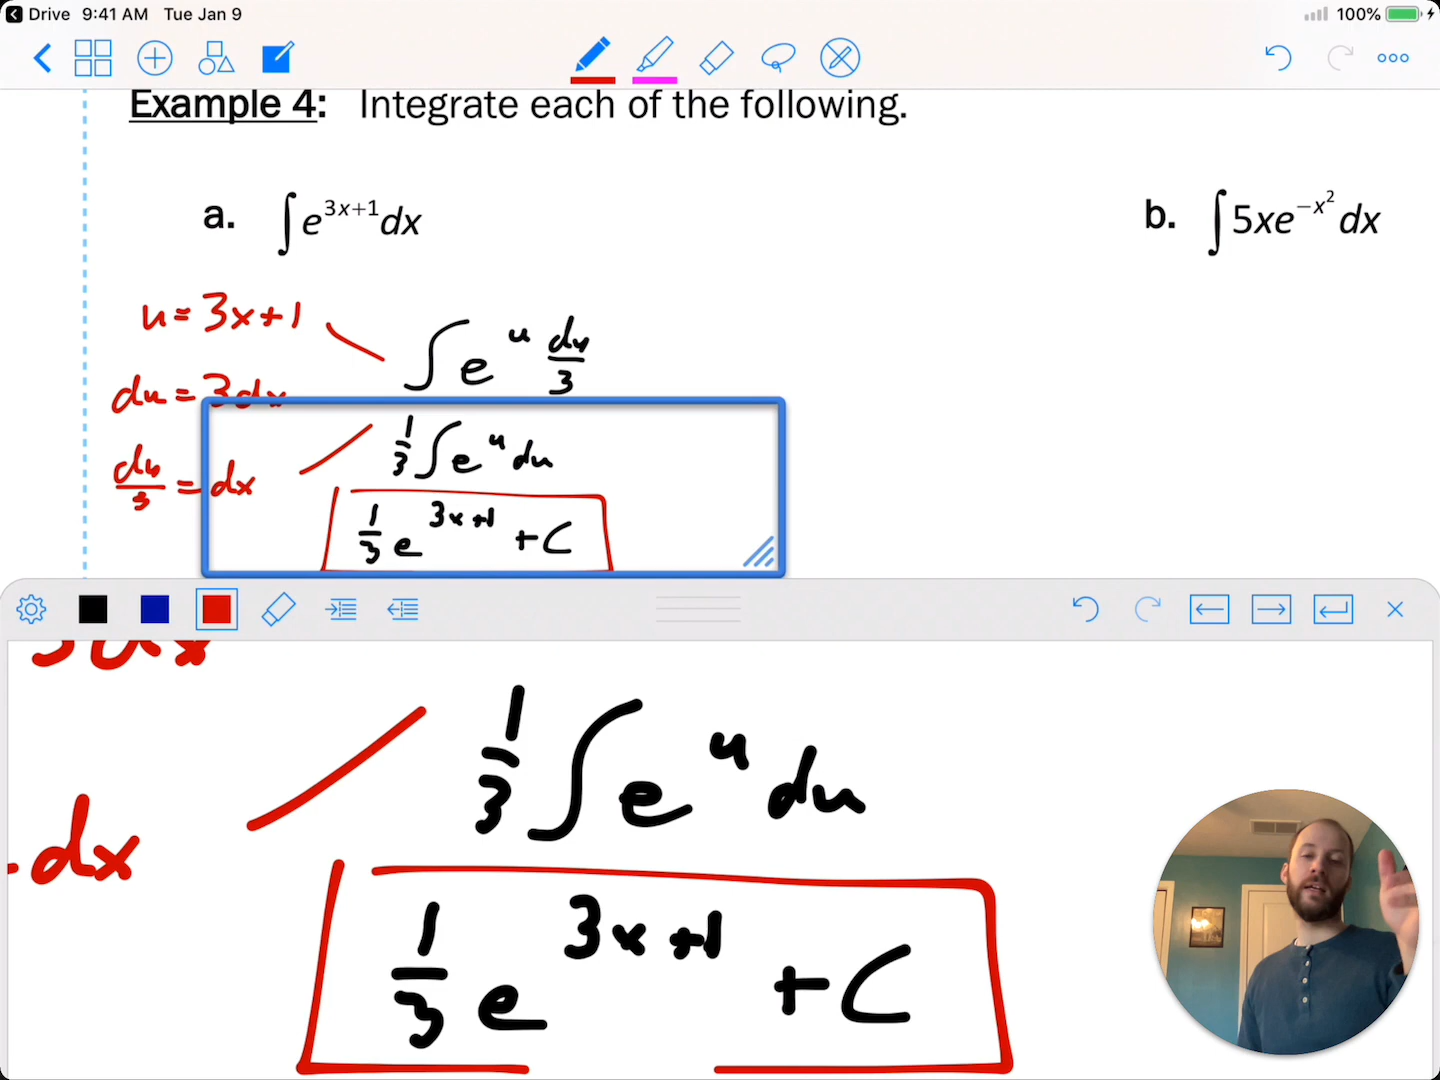 Drive 9:41 AM Tue Jan 9 100%
Example 4: Integrate each of the following.
a. ∫e^{3x+1}dx
b. ∫5xe^{-x^2}dx
u = 3x+1
∫e^u du/3
du = 3dx
1/3 ∫e^u du
du/3 = dx
1/3 e^{3x+1} + C
3dx
1/3 ∫e^u du
dx
1/3 e^{3x+1} + C